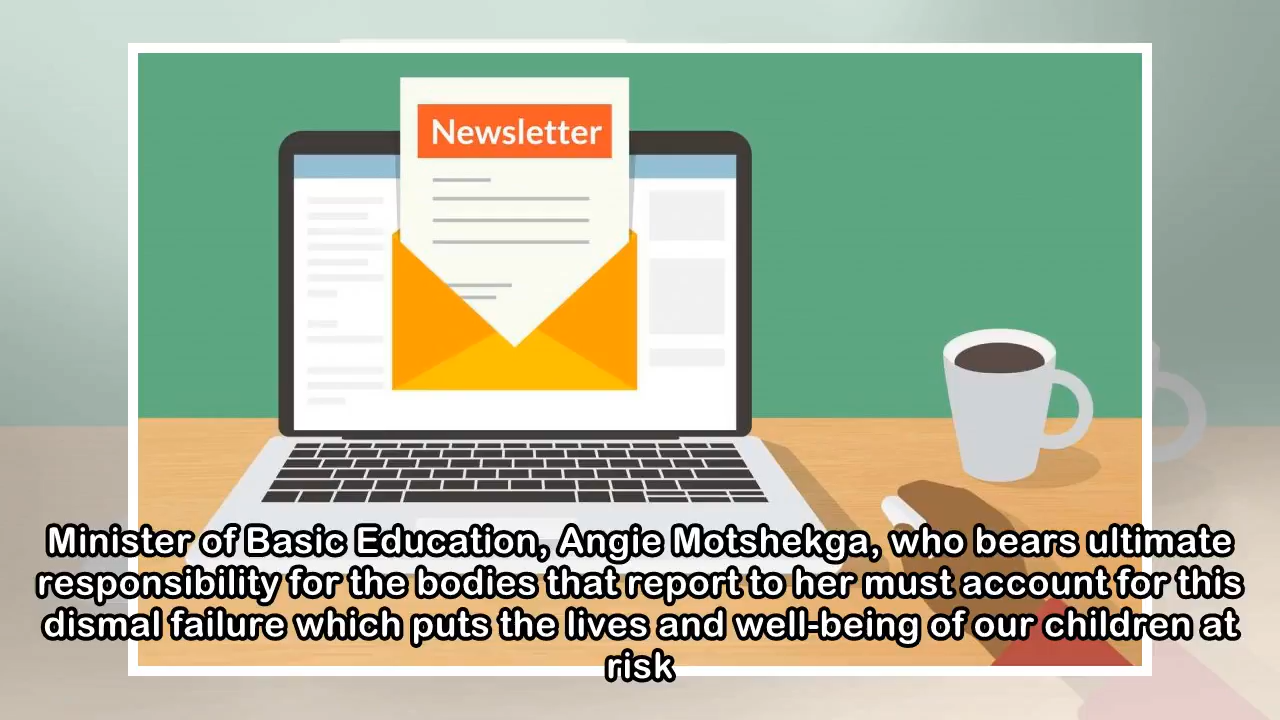 Newsletter
Minister of Basic Education, Angie Motshekga, who bears ultimate
responsibility for the bodies that report to her must account for this
dismal failure which puts the lives and well-being of our children at
risk